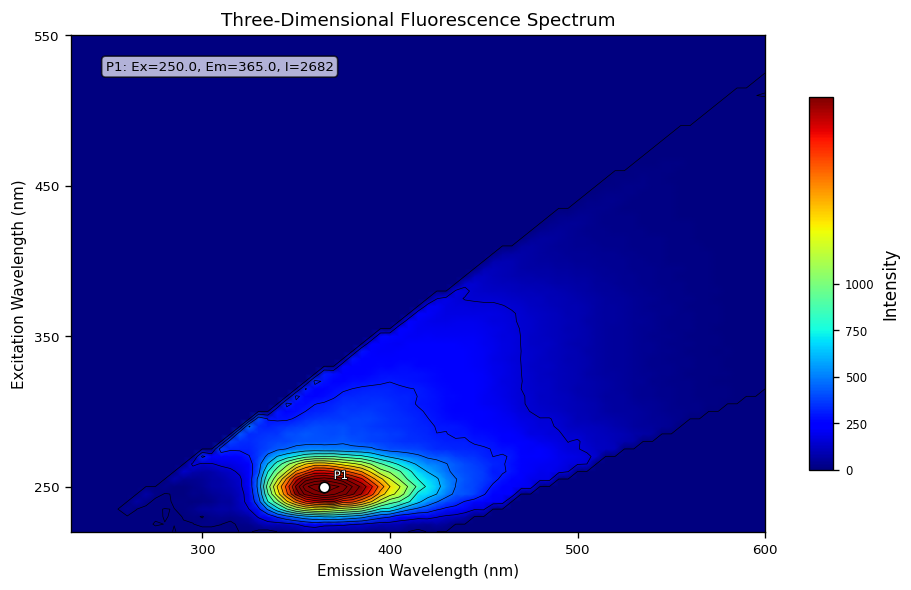 Three-Dimensional Fluorescence Spectrum
550
P1: Ex=250.0, Em=365.0, I=2682
450
350
250
P1
300
400
500
600
Excitation Wavelength (nm)
Emission Wavelength (nm)
1000
750
500
250
0
Intensity